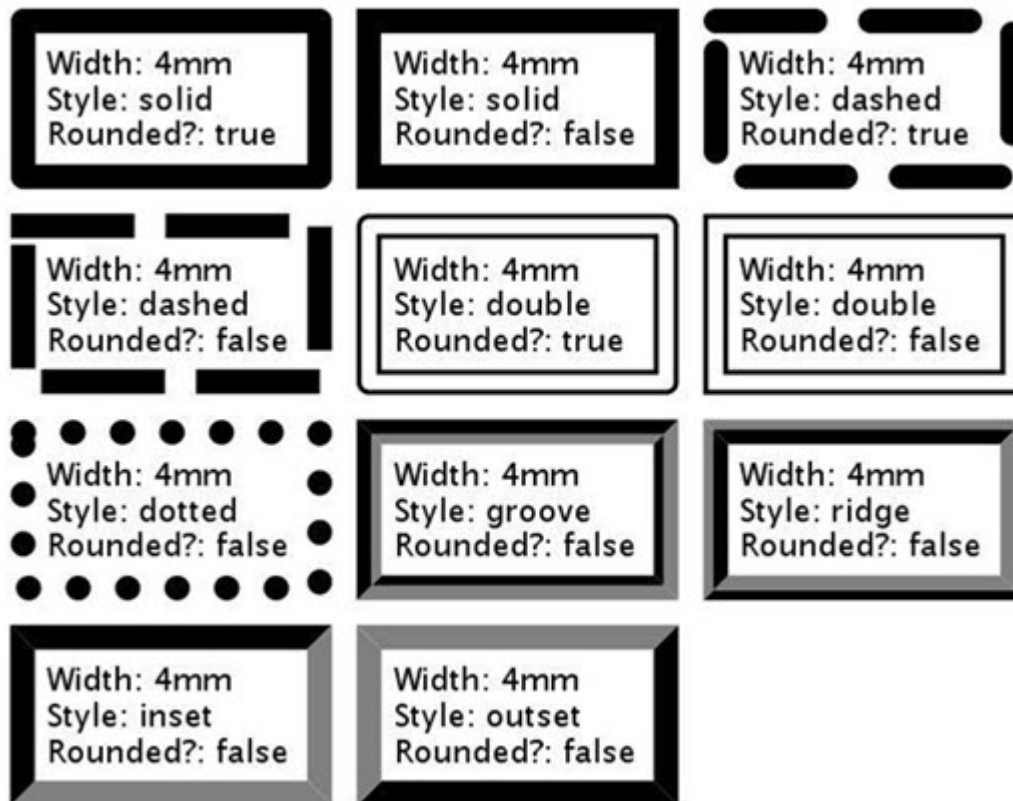 Width: 4mm
Style: solid
Rounded?: true
Width: 4mm
Style: solid
Rounded?: false
Width: 4mm
Style: dashed
Rounded?: true
Width: 4mm
Style: dashed
Rounded?: false
Width: 4mm
Style: double
Rounded?: true
Width: 4mm
Style: double
Rounded?: false
Width: 4mm
Style: dotted
Rounded?: false
Width: 4mm
Style: groove
Rounded?: false
Width: 4mm
Style: ridge
Rounded?: false
Width: 4mm
Style: inset
Rounded?: false
Width: 4mm
Style: outset
Rounded?: false